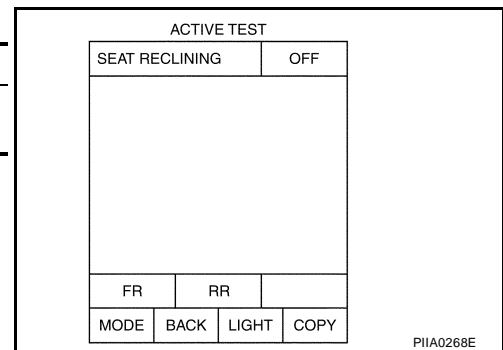 ACTIVE TEST
SEAT RECLINING OFF
FR RR
MODE BACK LIGHT COPY
PIIA0268E